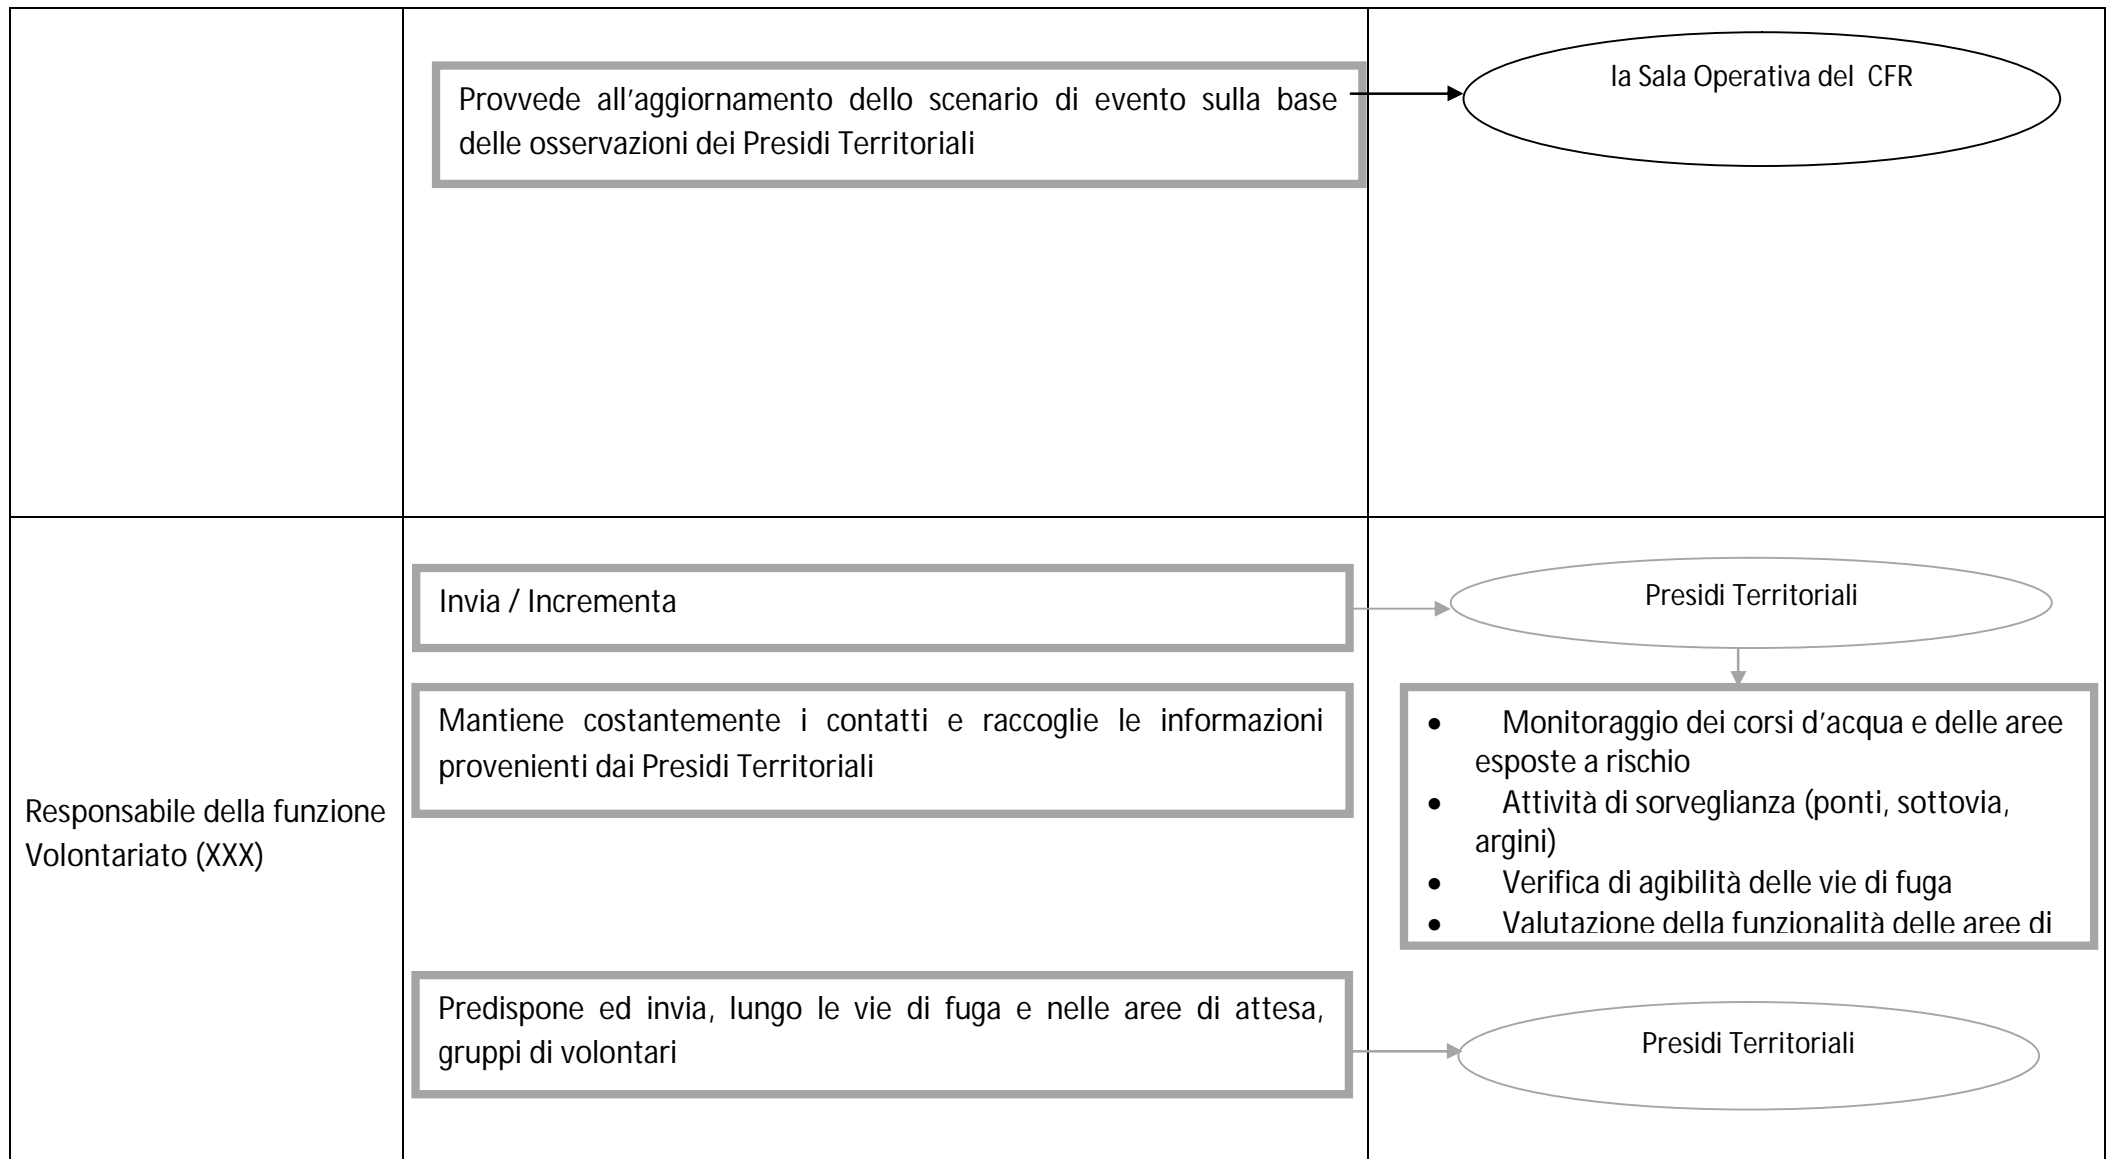 Provvede all'aggiornamento dello scenario di evento sulla base
delle osservazioni dei Presidi Territoriali
la Sala Operativa del CFR
Responsabile della funzione
Volontariato (XXX)
Invia / Incrementa
Presidi Territoriali
Mantiene costantemente i contatti e raccoglie le informazioni
provenienti dai Presidi Territoriali
• Monitoraggio dei corsi d'acqua e delle aree
esposte a rischio
• Attività di sorveglianza (ponti, sottovia,
argini)
• Verifica di agibilità delle vie di fuga
• Valutazione della funzionalità delle aree di
Predispone ed invia, lungo le vie di fuga e nelle aree di attesa,
gruppi di volontari
Presidi Territoriali